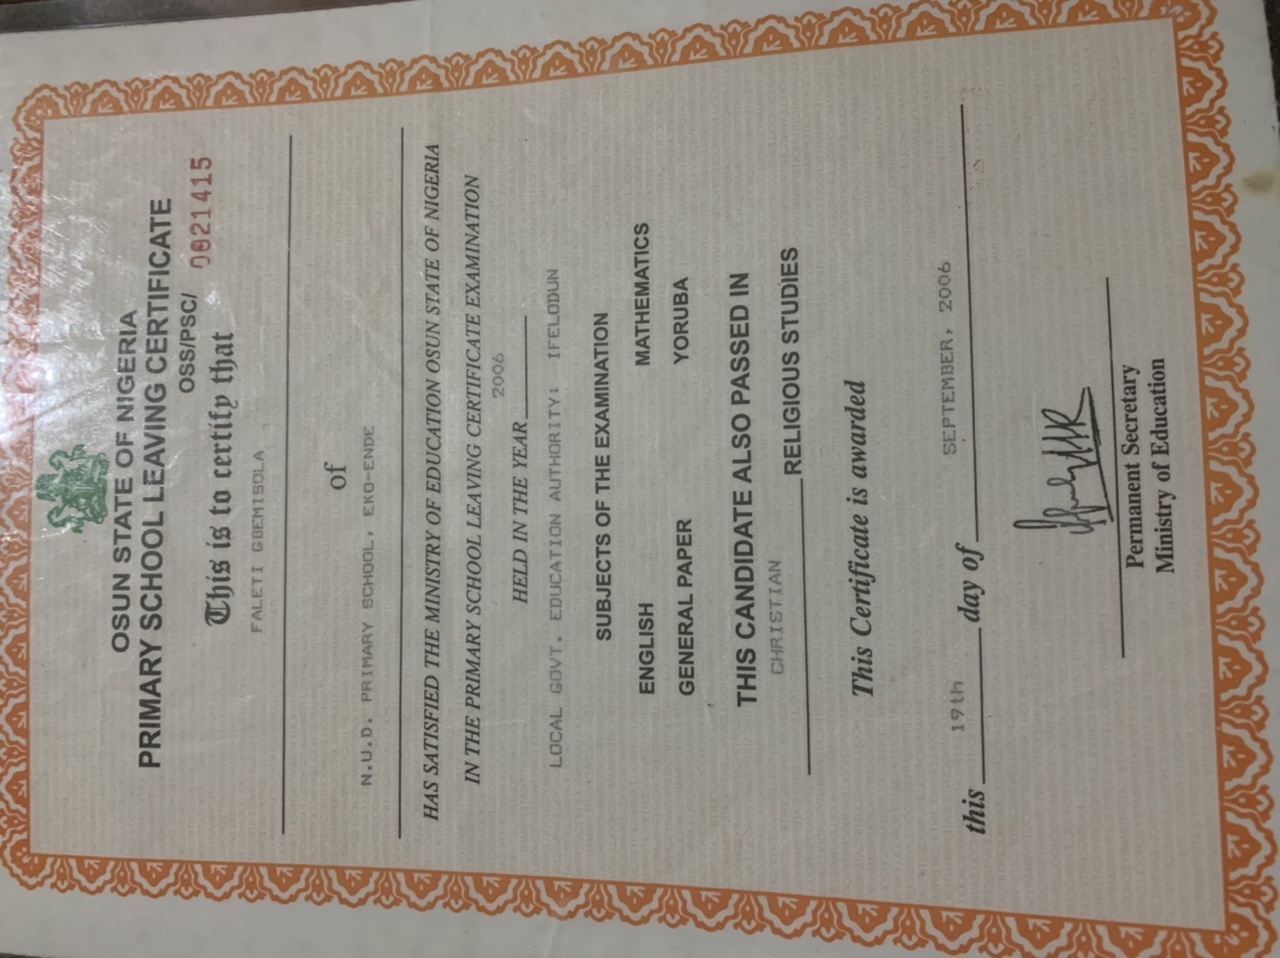 OSUN STATE OF NIGERIA
PRIMARY SCHOOL LEAVING CERTIFICATE
OSS/PSC/ 0021415
This is to certify that
FALETI GBEMISOLA
of
N.U.D. PRIMARY SCHOOL, EKO-ENDE
HAS SATISFIED THE MINISTRY OF EDUCATION OSUN STATE OF NIGERIA
IN THE PRIMARY SCHOOL LEAVING CERTIFICATE EXAMINATION
HELD IN THE YEAR 2006
LOCAL GOVT. EDUCATION AUTHORITY: IFELODUN
SUBJECTS OF THE EXAMINATION
ENGLISH MATHEMATICS
GENERAL PAPER YORUBA
THIS CANDIDATE ALSO PASSED IN
CHRISTIAN RELIGIOUS STUDIES
This Certificate is awarded
this 19th day of SEPTEMBER, 2006
Permanent Secretary
Ministry of Education